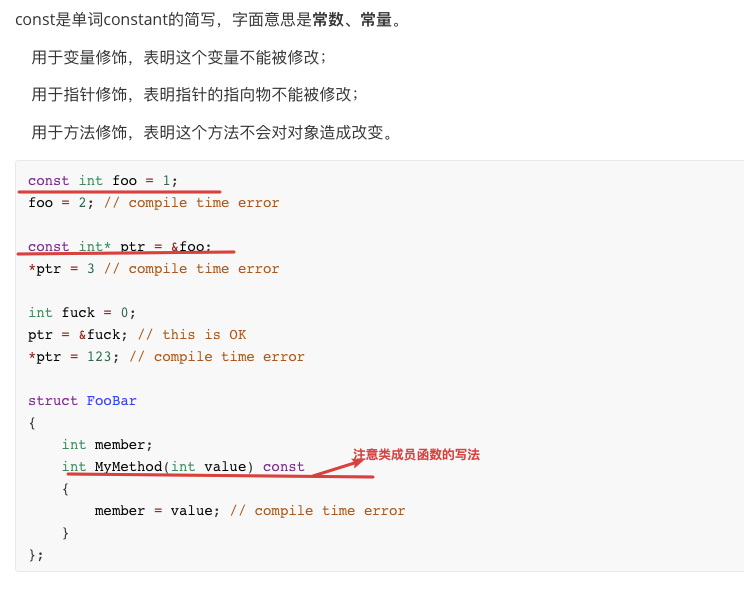 const是单词constant的简写，字面意思是常数、常量。
用于变量修饰，表明这个变量不能被修改；
用于指针修饰，表明指针的指向物不能被修改；
用于方法修饰，表明这个方法不会对对象造成改变。
const int foo = 1;
foo = 2; // compile time error
const int* ptr = &foo;
*ptr = 3 // compile time error
int fuck = 0;
ptr = &fuck; // this is OK
*ptr = 123; // compile time error
struct FooBar
{
    int member;
    int MyMethod(int value) const
注意类成员函数的写法
    {
        member = value; // compile time error
    }
};